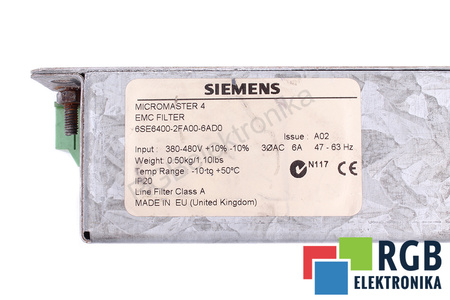 SIEMENS
MICROMASTER 4
EMC FILTER
6SE6400-2FA00-6AD0
Issue A02
Input : 380-480V +10% -10% 3ØAC 6A 47 - 63 Hz
Weight: 0.50kg/1.10lbs
Temp Range : -10 to +50°C
N117 CE
IP20
Line Filter Class A
MADE IN EU (United Kingdom)
RGB
ELEKTRONIKA